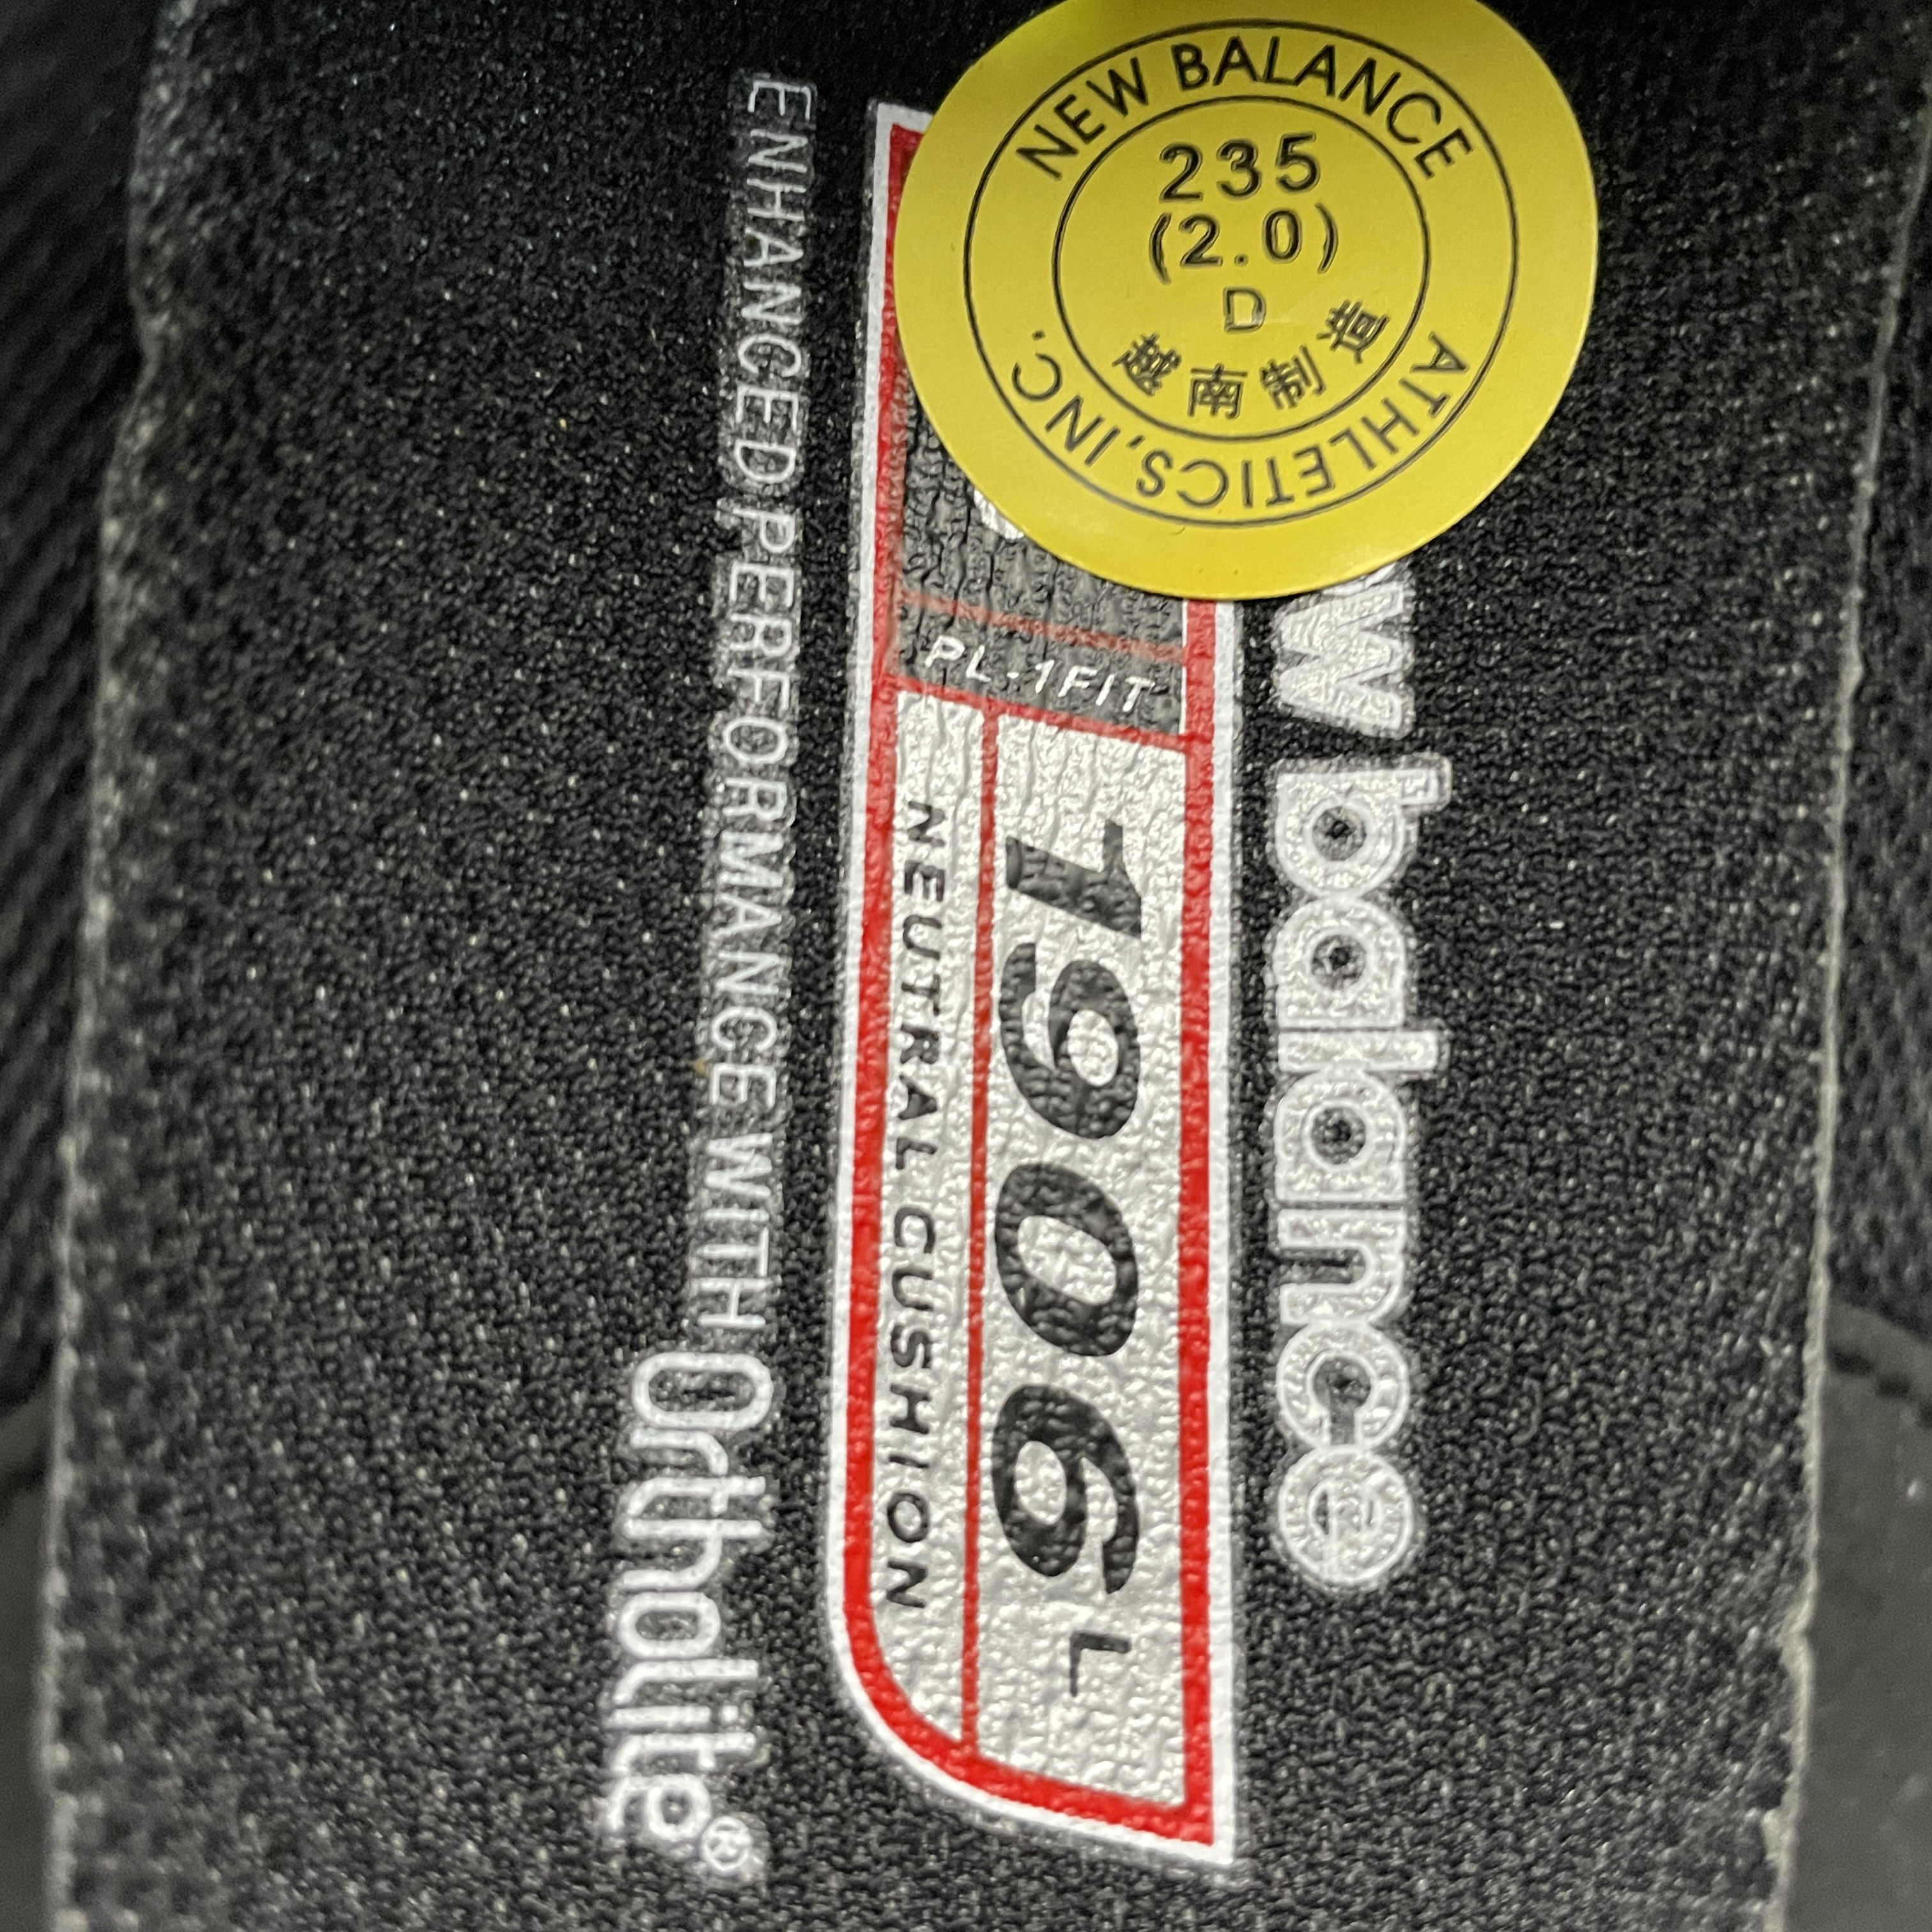 NEW BALANCE
235
(2.0)
D
越南制造
ATHLETICS, INC.
w balance
PL-1FIT
1906 L
NEUTRAL CUSHION
ENHANCED PERFORMANCE WITH Ortholite®